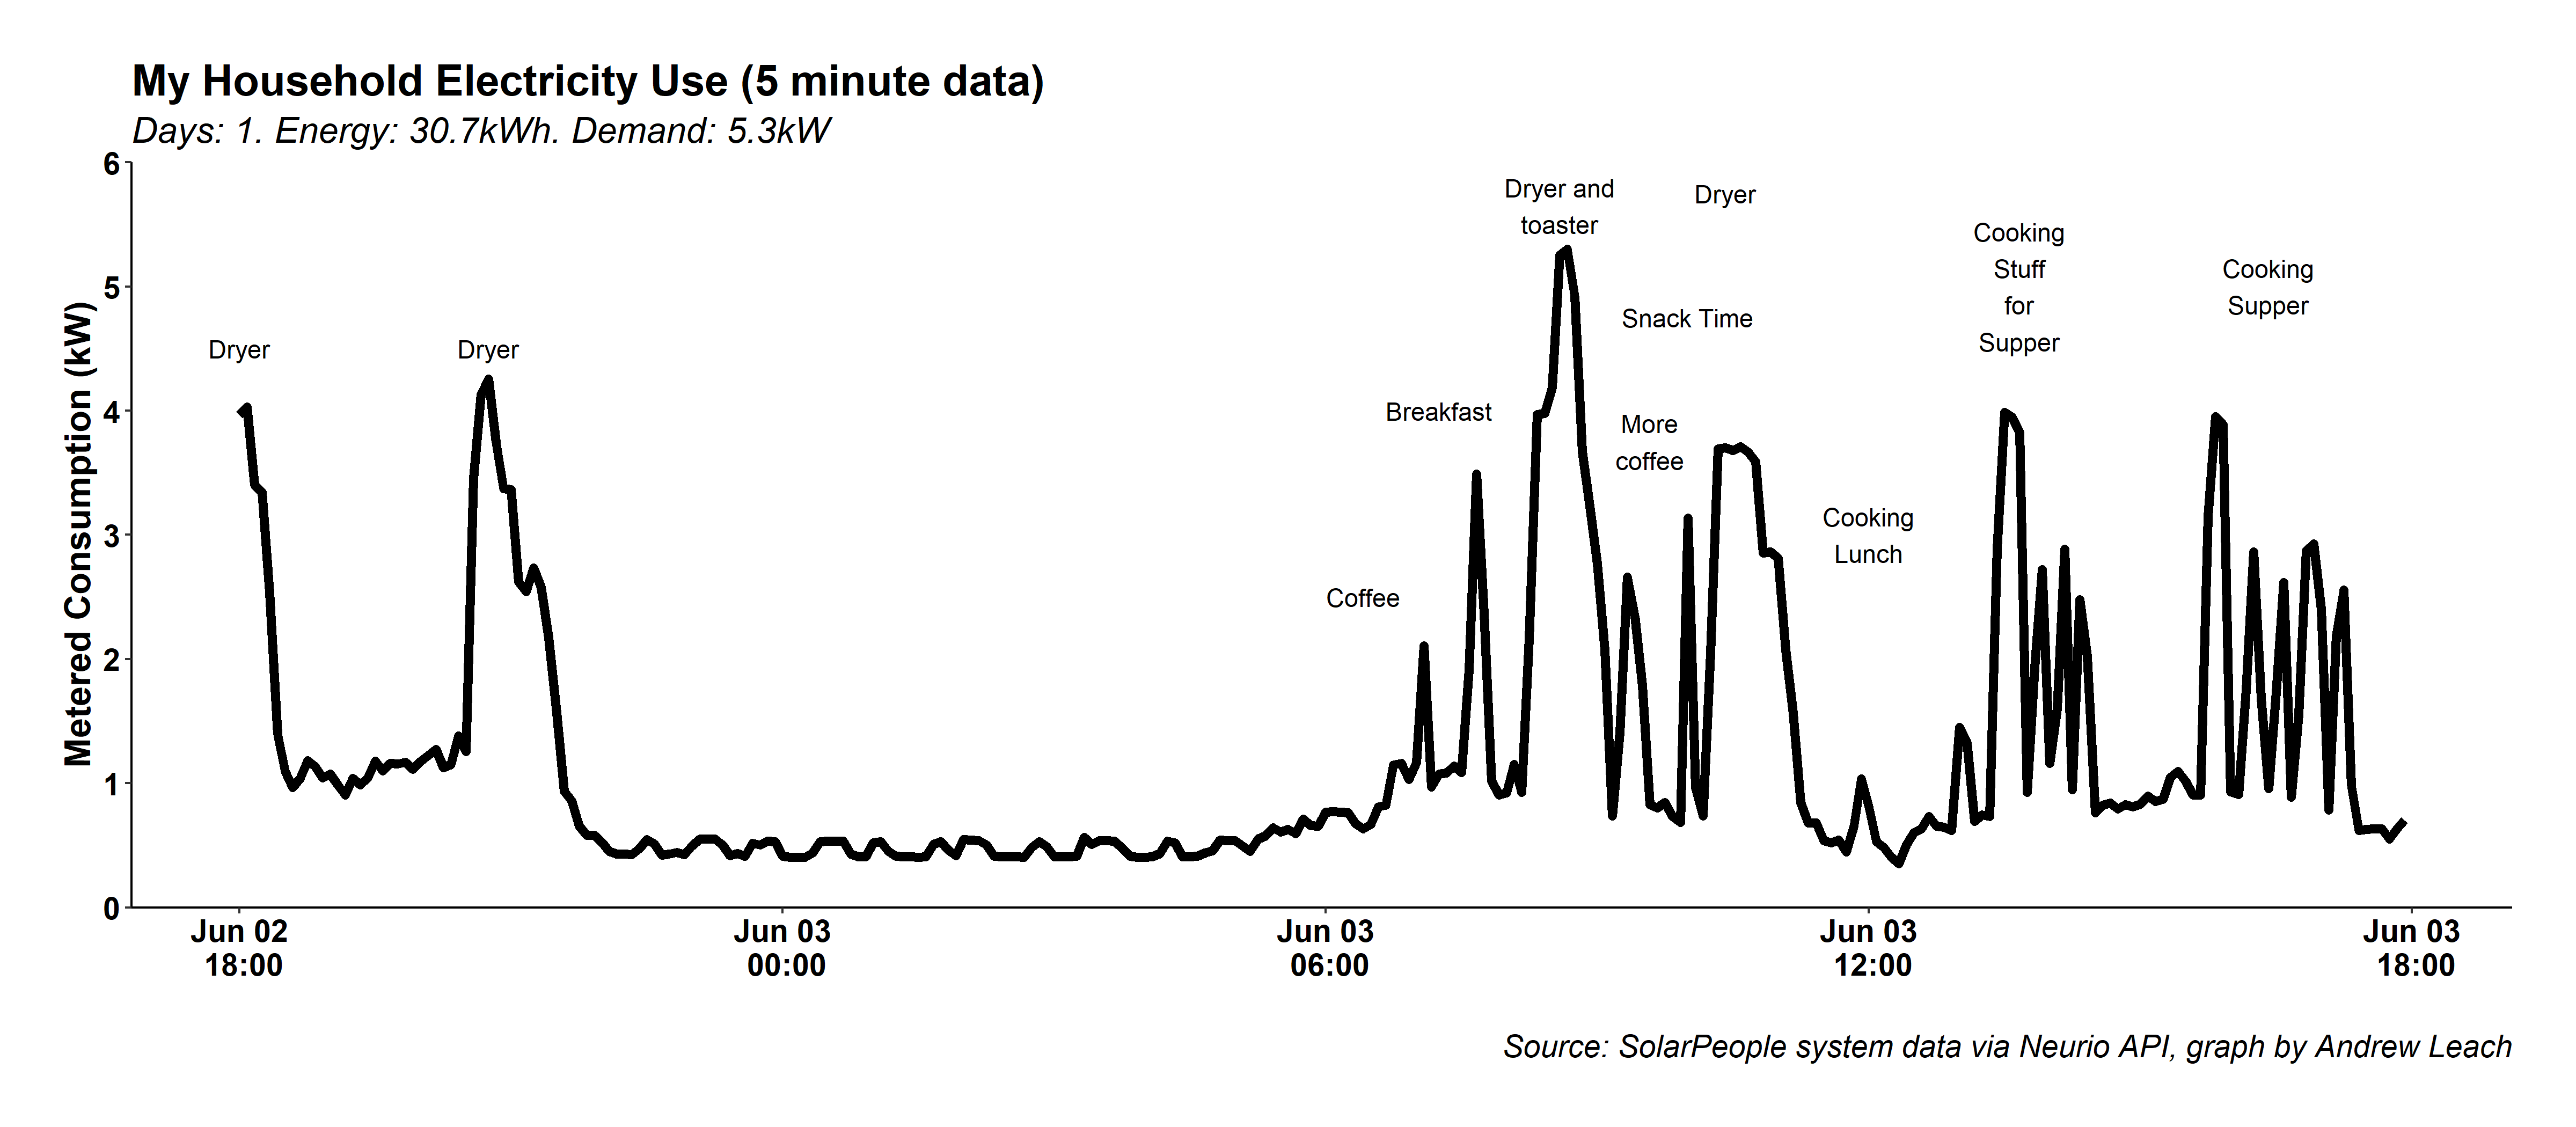 My Household Electricity Use (5 minute data)
Days: 1. Energy: 30.7kWh. Demand: 5.3kW
Metered Consumption (kW)
6
5
4
3
2
1
0
Dryer
Dryer
Coffee
Breakfast
Dryer and
toaster
More
coffee
Snack Time
Dryer
Cooking
Lunch
Cooking
Stuff
for
Supper
Cooking
Supper
Jun 02
18:00
Jun 03
00:00
Jun 03
06:00
Jun 03
12:00
Jun 03
18:00
Source: SolarPeople system data via Neurio API, graph by Andrew Leach